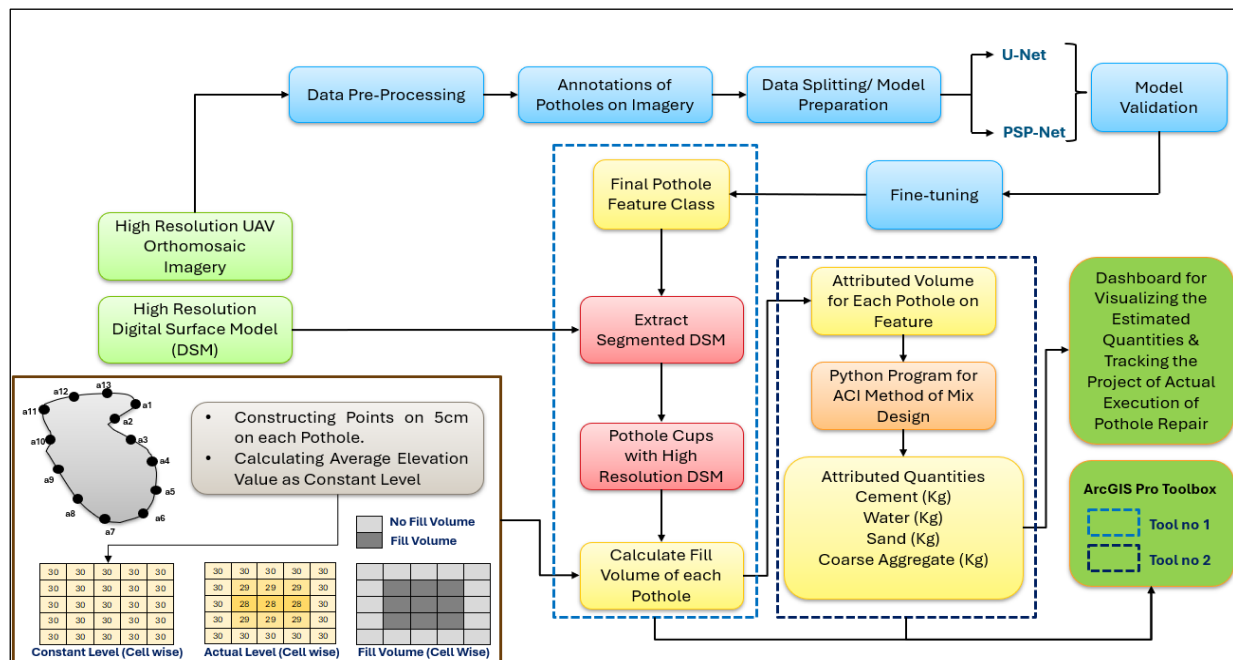 Data Pre-Processing
Annotations of
Potholes on Imagery
Data Splitting/ Model
Preparation
U-Net
PSP-Net
Model
Validation
Fine-tuning
Final Pothole
Feature Class
High Resolution UAV
Orthomosaic
Imagery
High Resolution
Digital Surface Model
(DSM)
Extract
Segmented DSM
Pothole Cups
with High
Resolution DSM
Calculate Fill
Volume of each
Pothole
Attributed Volume
for Each Pothole on
Feature
Python Program for
ACI Method of Mix
Design
Attributed Quantities
Cement (Kg)
Water (Kg)
Sand (Kg)
Coarse Aggregate (Kg)
Dashboard for
Visualizing the
Estimated
Quantities &
Tracking the
Project of Actual
Execution of
Pothole Repair
ArcGIS Pro Toolbox
Tool no 1
Tool no 2
a12
a13
a11
a1
a2
a10
a3
a4
a9
a5
a8
a6
a7
• Constructing Points on 5cm
on each Pothole.
• Calculating Average Elevation
Value as Constant Level
No Fill Volume
Fill Volume
30 30 30 30 30
30 30 30 30 30
30 30 30 30 30
30 30 30 30 30
30 30 30 30 30
Constant Level (Cell wise)
30 30 30 30 30
30 29 29 29 30
30 28 28 28 30
30 29 29 29 30
30 30 30 30 30
Actual Level (Cell wise)
Fill Volume (Cell Wise)